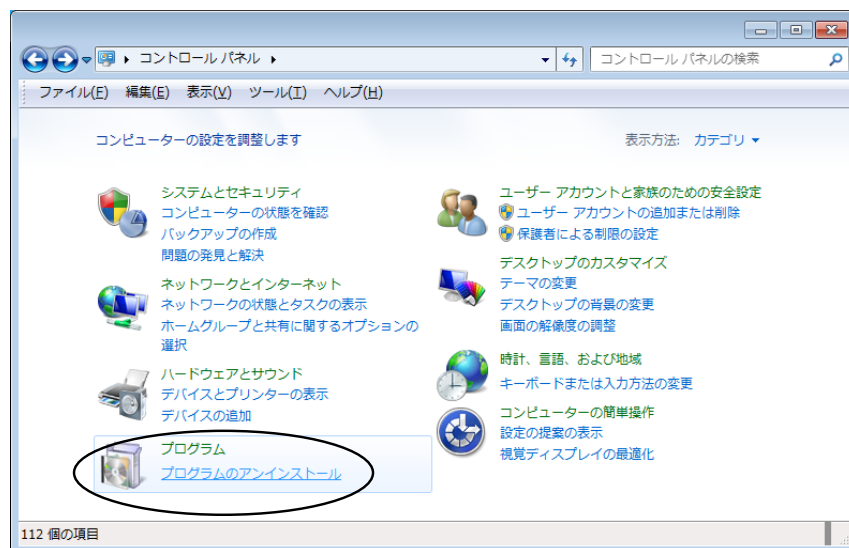 コントロール パネル
コントロール パネルの検索
ファイル(F) 編集(E) 表示(V) ツール(T) ヘルプ(H)
コンピューターの設定を調整します
表示方法: カテゴリ
システムとセキュリティ
コンピューターの状態を確認
バックアップの作成
問題の発見と解決
ネットワークとインターネット
ネットワークの状態とタスクの表示
ホームグループと共有に関するオプションの
選択
ハードウェアとサウンド
デバイスとプリンターの表示
デバイスの追加
プログラム
プログラムのアンインストール
ユーザー アカウントと家族のための安全設定
ユーザー アカウントの追加または削除
保護者による制限の設定
デスクトップのカスタマイズ
テーマの変更
デスクトップの背景の変更
画面の解像度の調整
時計、言語、および地域
キーボードまたは入力方法の変更
コンピューターの簡単操作
設定の提案の表示
視覚ディスプレイの最適化
112 個の項目